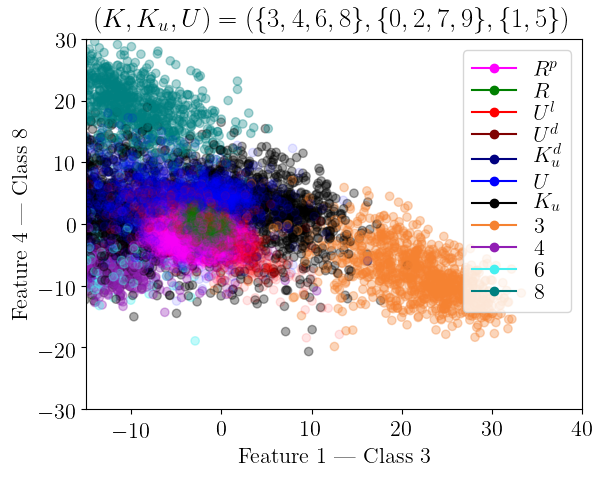 (K, K_u, U) = ({3, 4, 6, 8}, {0, 2, 7, 9}, {1, 5})
30
20
10
0
−10
−20
−30
−10
0
10
20
30
40
Feature 4 — Class 8
Feature 1 — Class 3
R^p
R
U^l
U^d
K_u^d
U
K_u
3
4
6
8